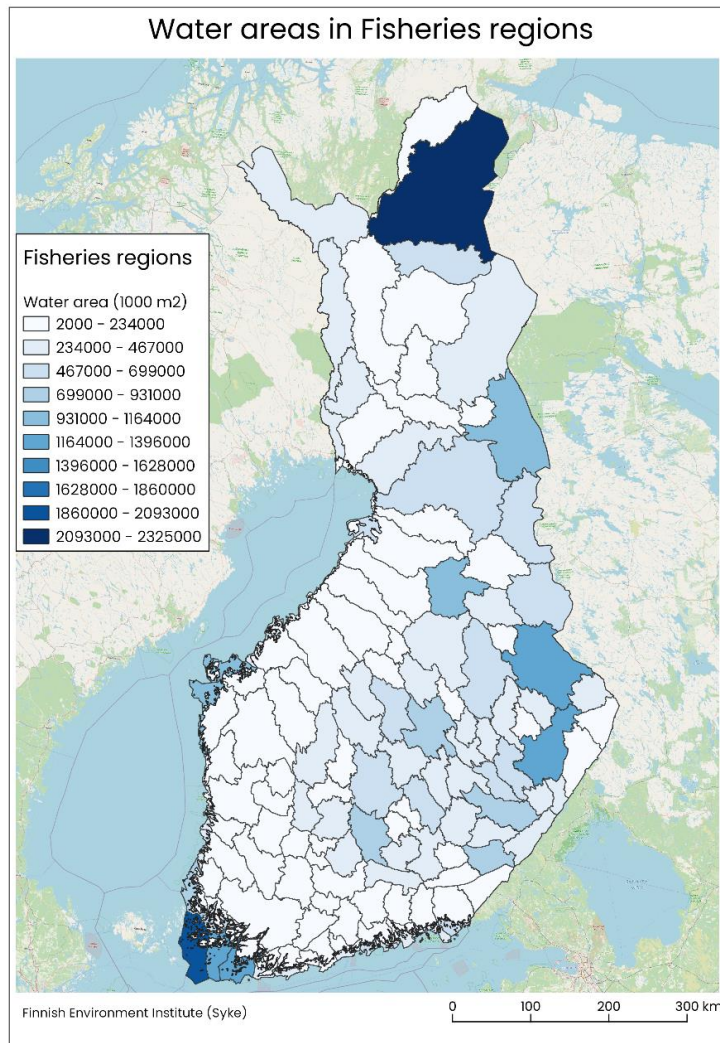 Water areas in Fisheries regions
Fisheries regions
Water area (1000 m2)
2000 - 234000
234000 - 467000
467000 - 699000
699000 - 931000
931000 - 1164000
1164000 - 1396000
1396000 - 1628000
1628000 - 1860000
1860000 - 2093000
2093000 - 2325000
Finnish Environment Institute (Syke)
0 100 200 300 km